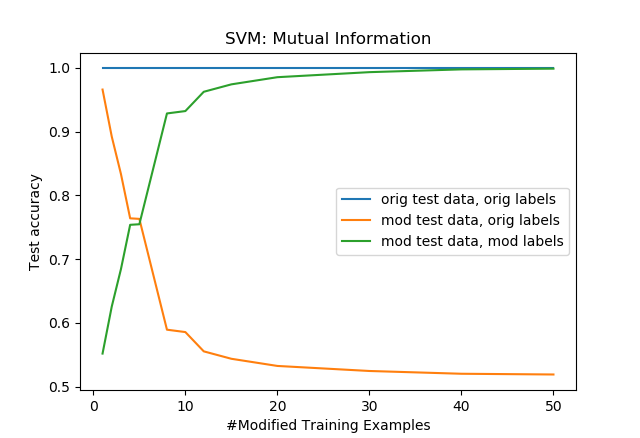 SVM: Mutual Information
Test accuracy
1.0
0.9
0.8
0.7
0.6
0.5
orig test data, orig labels
mod test data, orig labels
mod test data, mod labels
0 10 20 30 40 50
#Modified Training Examples